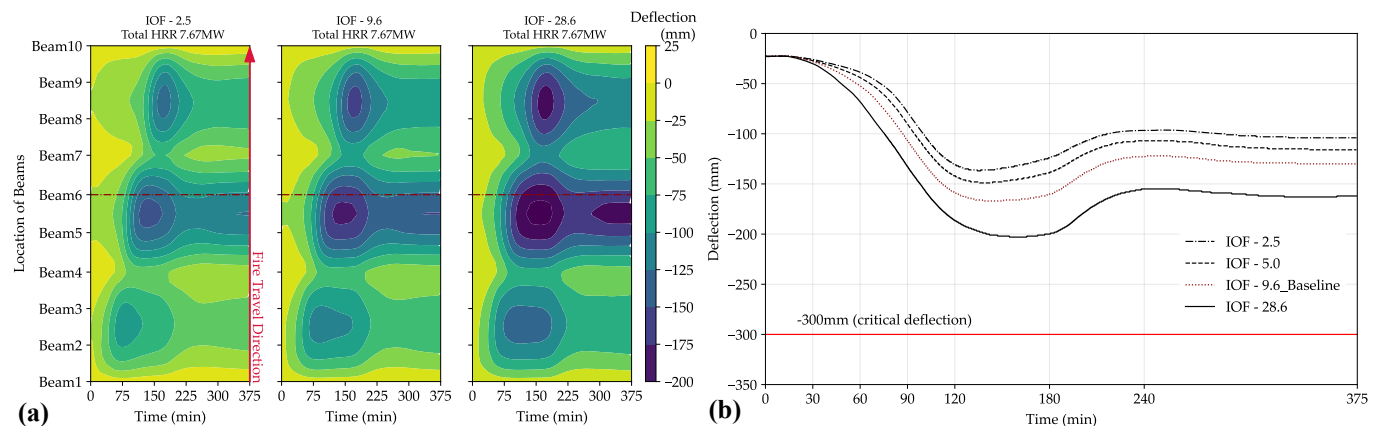 IOF - 2.5
Total HRR 7.67MW
IOF - 9.6
Total HRR 7.67MW
IOF - 28.6
Total HRR 7.67MW
Deflection
(mm)
Location of Beams
Beam10
Beam9
Beam8
Beam7
Beam6
Beam5
Beam4
Beam3
Beam2
Beam1
Fire Travel Direction
0 75 150 225 300 375
Time (min)
0 75 150 225 300 375
Time (min)
0 75 150 225 300 375
Time (min)
25
0
−25
−50
−75
−100
−125
−150
−175
−200
(a)
Deflection (mm)
0
−50
−100
−150
−200
−250
−300
−350
IOF - 2.5
IOF - 5.0
IOF - 9.6_Baseline
IOF - 28.6
-300mm (critical deflection)
0 30 60 90 120 180 240 375
Time (min)
(b)